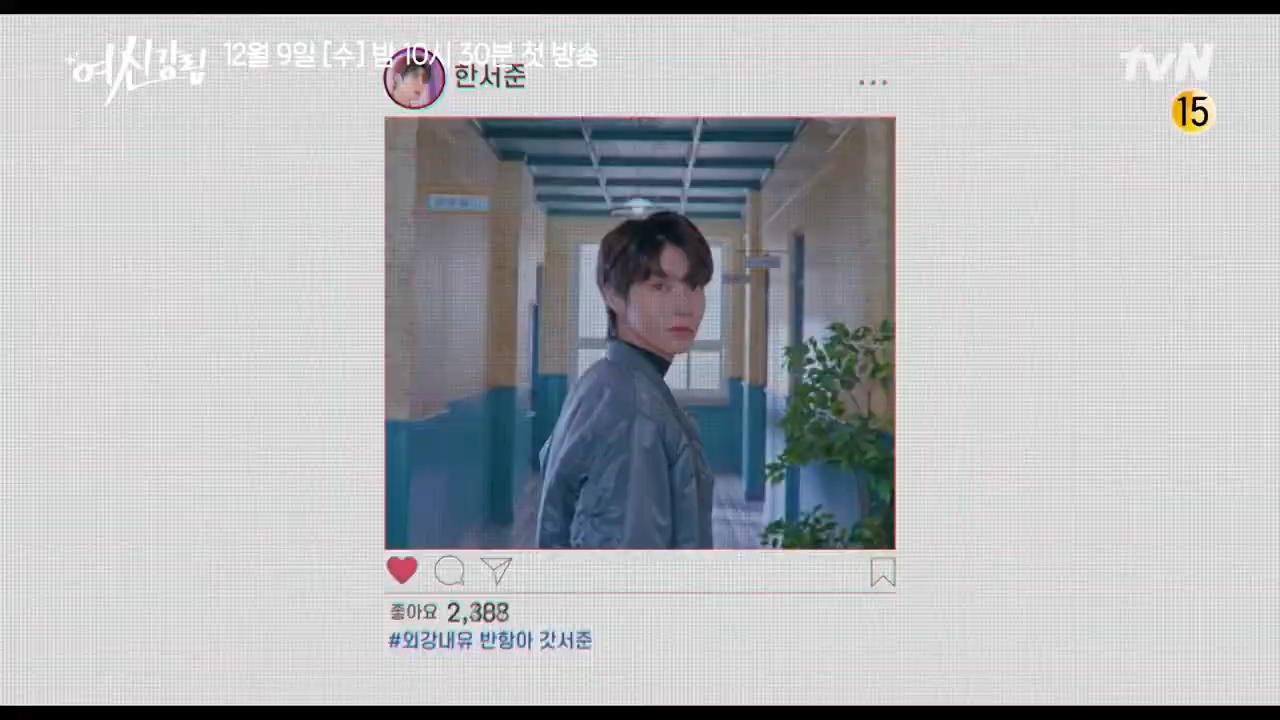 여신강림 12월 9일 [수] 밤 10시 30분 첫 방송
tvN
15
한서준
좋아요 2,388
#외강내유 반항아 갓서준